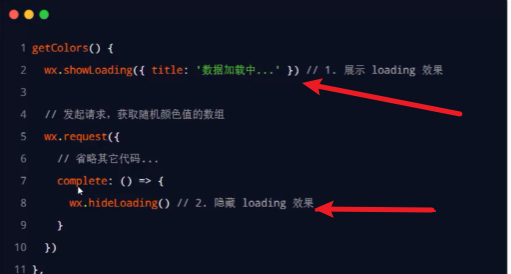 1 getColors() {
2 wx.showLoading({ title: '数据加载中...' }) // 1. 展示 loading 效果
3
4 // 发起请求，获取随机颜色值的数组
5 wx.request({
6 // 省略其它代码...
7 complete: () => {
8 wx.hideLoading() // 2. 隐藏 loading 效果
9 }
10 })
11 },